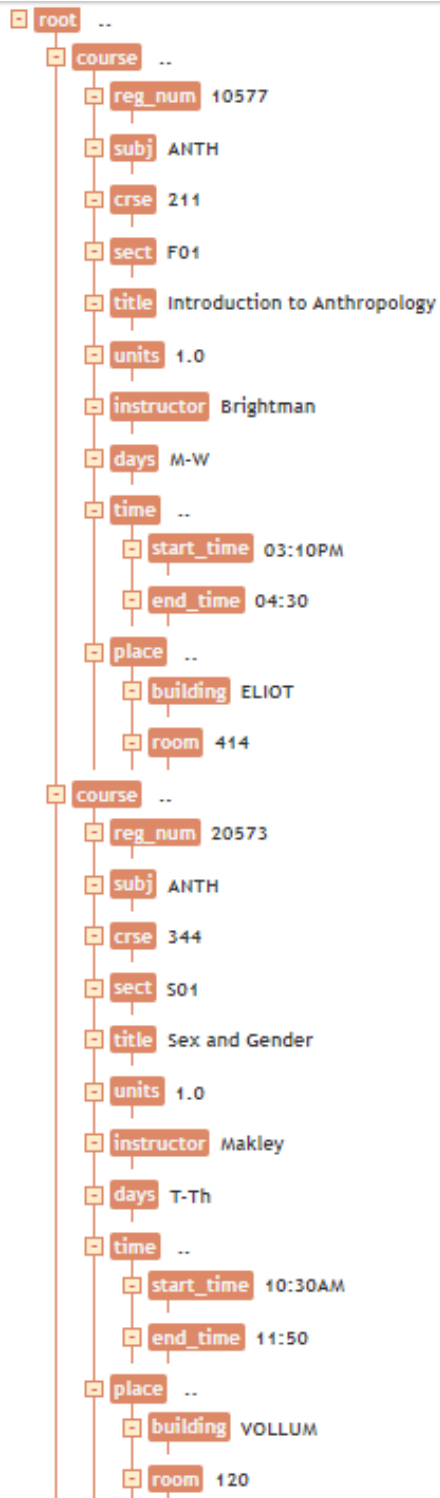 root ..
course ..
reg_num 10577
subj ANTH
crse 211
sect F01
title Introduction to Anthropology
units 1.0
instructor Brightman
days M-W
time ..
start_time 03:10PM
end_time 04:30
place ..
building ELIOT
room 414
course ..
reg_num 20573
subj ANTH
crse 344
sect S01
title Sex and Gender
units 1.0
instructor Makley
days T-Th
time ..
start_time 10:30AM
end_time 11:50
place ..
building VOLLUM
room 120